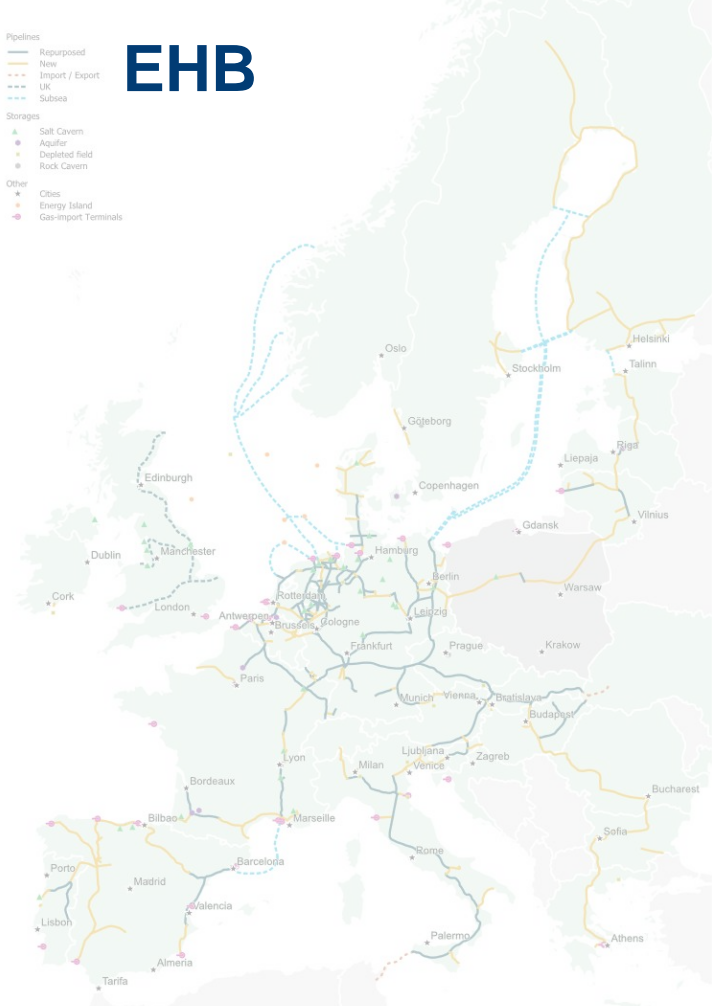 EHB
Pipelines
Repurposed
New
Import / Export
UK
Subsea
Storages
Salt Cavern
Aquifer
Depleted field
Rock Cavern
Other
Cities
Energy Island
Gas-import Terminals
Helsinki
Oslo
Talinn
Stockholm
Göteborg
Riga
Liepaja
Edinburgh
Copenhagen
Vilnius
Gdansk
Dublin
Manchester
Hamburg
Berlin
Warsaw
Cork
London
Rotterdam
Antwerpen
Leipzig
Brussels
Cologne
Frankfurt
Prague
Krakow
Paris
Munich
Vienna
Bratislava
Budapest
Lyon
Ljubljana
Milan
Venice
Zagreb
Bordeaux
Bucharest
Bilbao
Marseille
Sofia
Rome
Barcelona
Porto
Madrid
Valencia
Lisbon
Palermo
Athens
Almeria
Tarifa